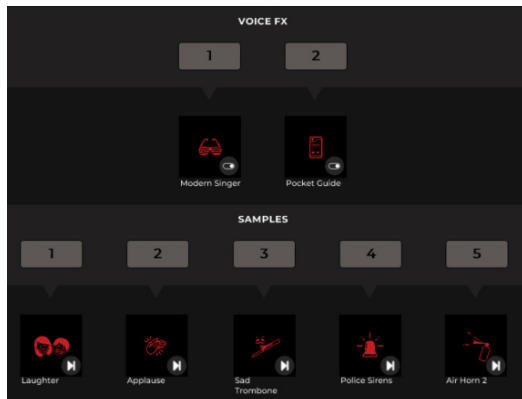 VOICE FX
1 2
Modern Singer Pocket Guide
SAMPLES
1 2 3 4 5
Laughter Applause Sad Police Sirens Air Horn 2
Trombone